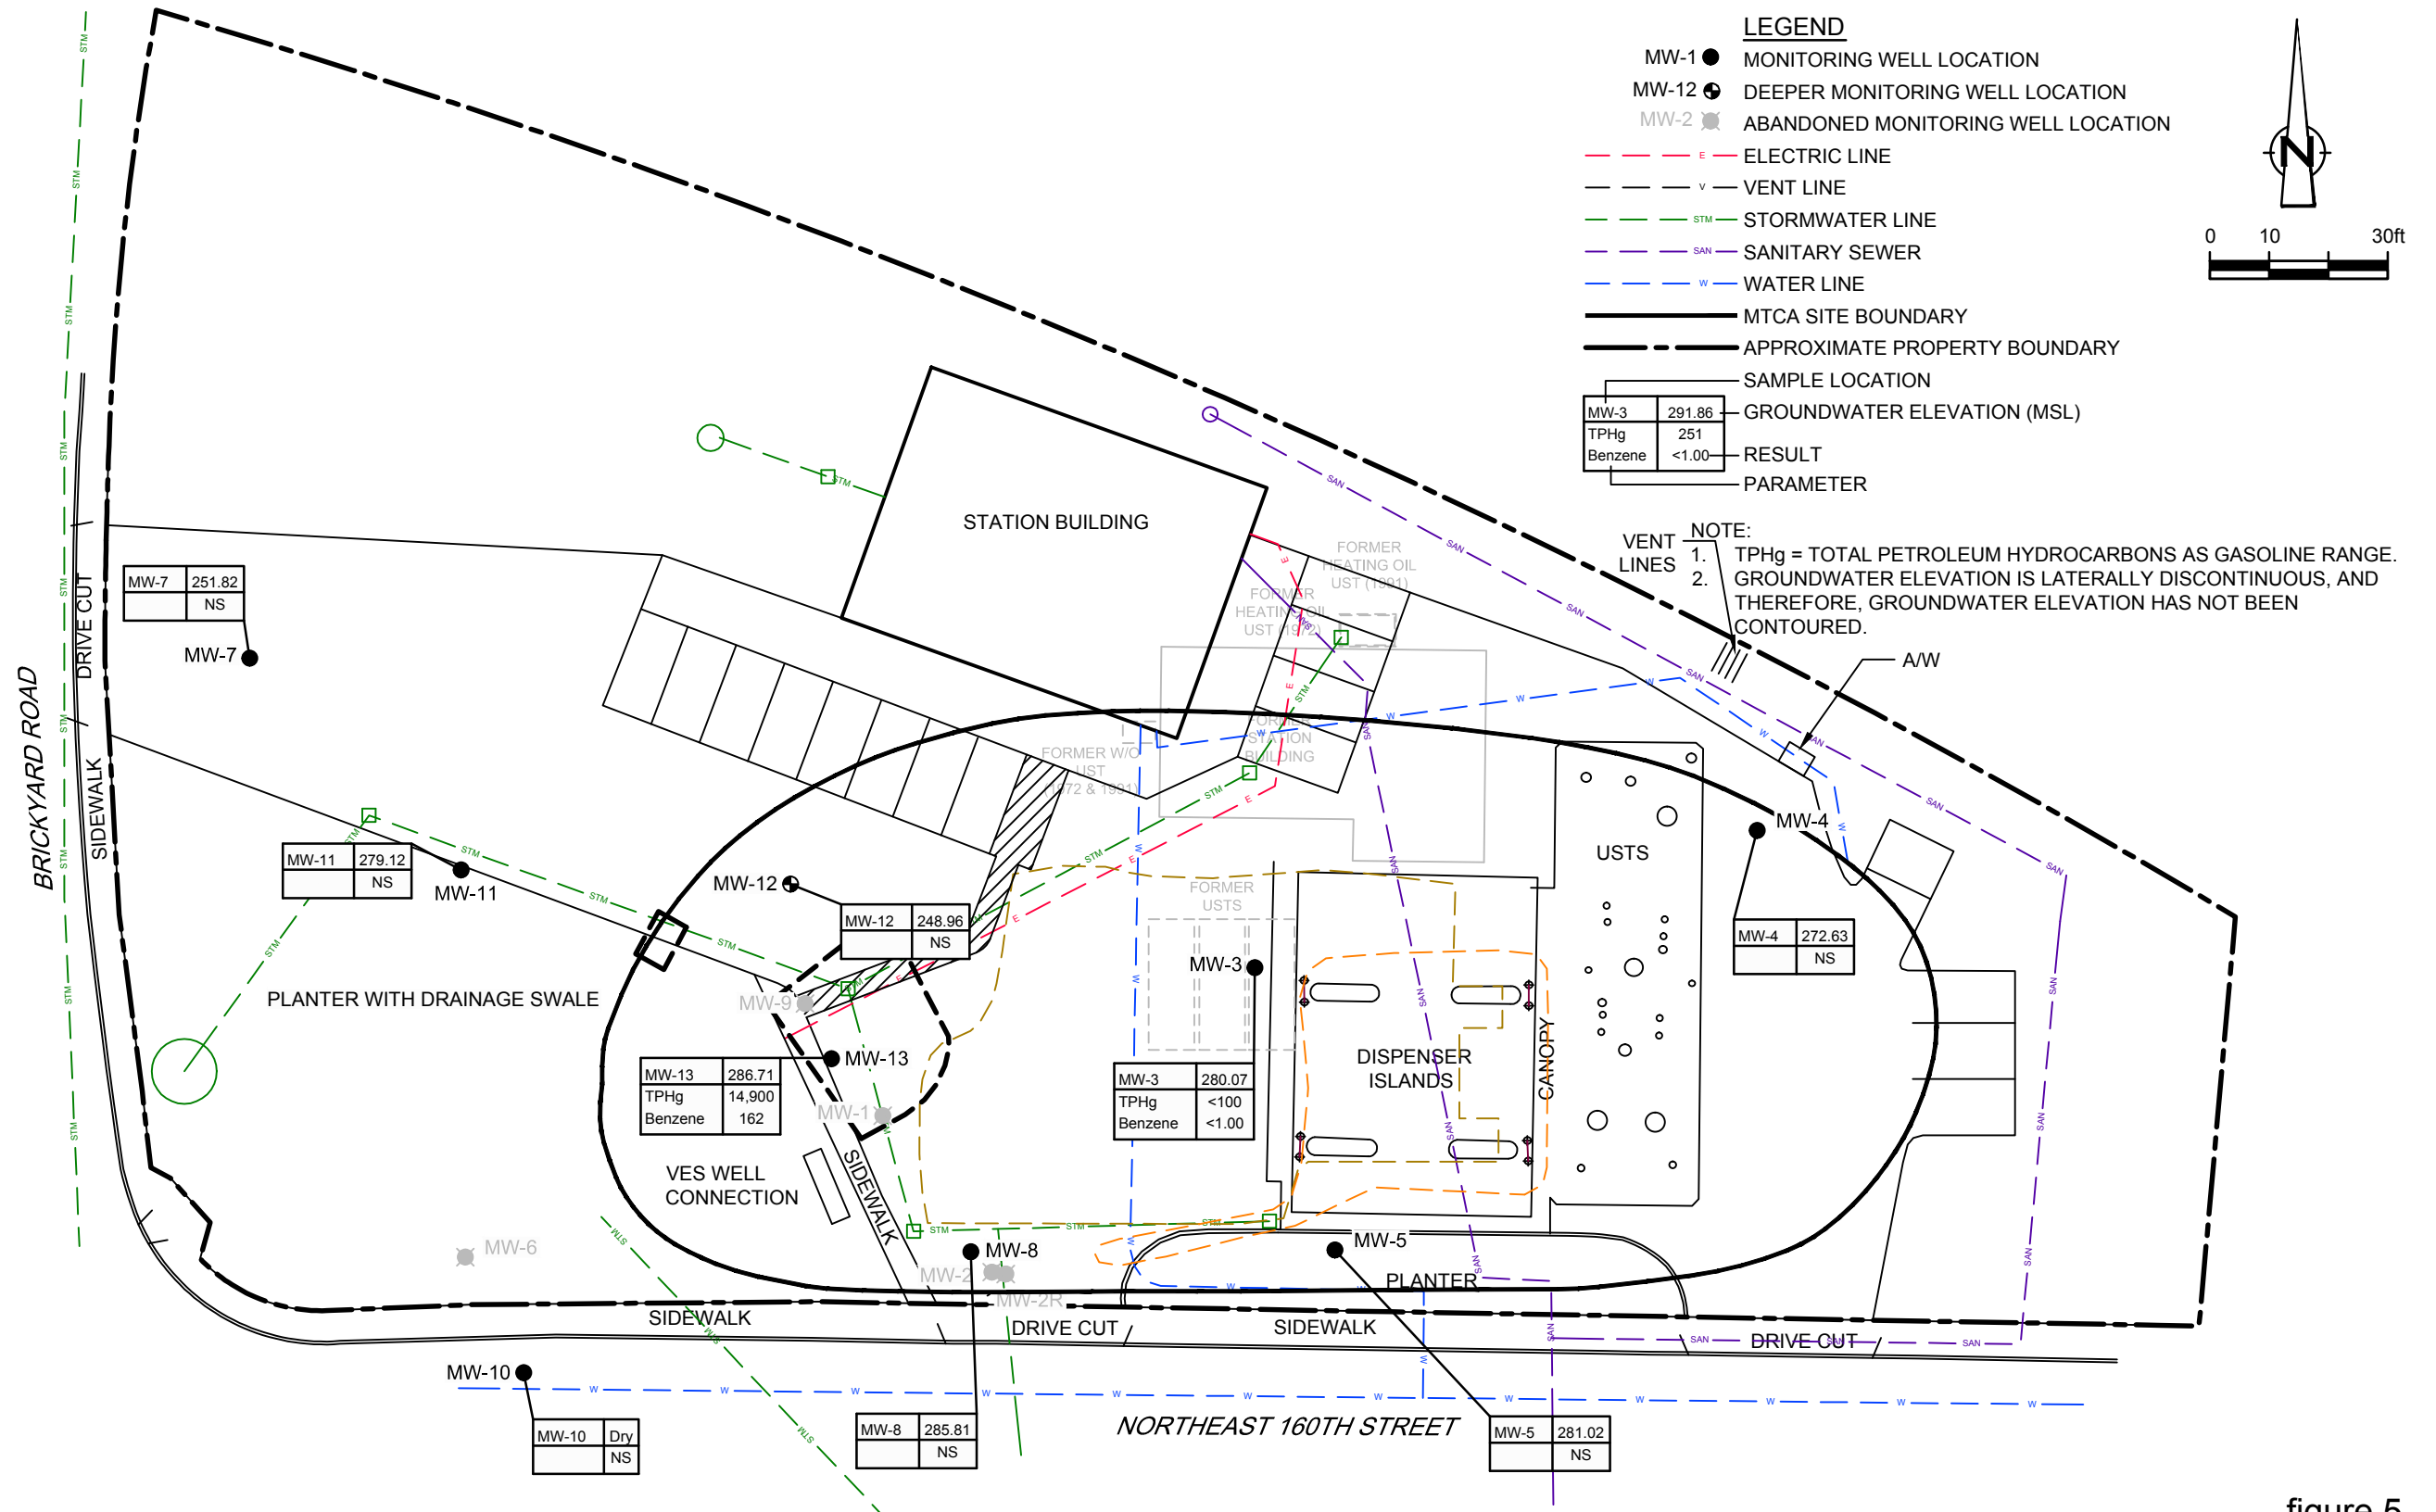 LEGEND
MW-1 MONITORING WELL LOCATION
MW-12 DEEPER MONITORING WELL LOCATION
MW-2 ABANDONED MONITORING WELL LOCATION
E ELECTRIC LINE
V VENT LINE
STM STORMWATER LINE
SAN SANITARY SEWER
W WATER LINE
MTCA SITE BOUNDARY
APPROXIMATE PROPERTY BOUNDARY
SAMPLE LOCATION
MW-3 291.86 GROUNDWATER ELEVATION (MSL)
TPHg 251
Benzene <1.00 RESULT
PARAMETER
N
0 10 30ft
NOTE:
1. TPHg = TOTAL PETROLEUM HYDROCARBONS AS GASOLINE RANGE.
2. GROUNDWATER ELEVATION IS LATERALLY DISCONTINUOUS, AND
THEREFORE, GROUNDWATER ELEVATION HAS NOT BEEN
CONTOURED.
VENT
LINES
A/W
STATION BUILDING
FORMER
HEATING OIL
UST (1991)
FORMER
HEATING OIL
UST (1972)
FORMER
STATION
BUILDING
FORMER W/O
UST
(1972 & 1991)
DRIVE CUT
SIDEWALK
BRICKYARD ROAD
MW-7 251.82
NS
MW-7
MW-11 279.12
NS
MW-11
MW-12
MW-12 248.96
NS
FORMER
USTS
USTS
MW-4
MW-4 272.63
NS
MW-3
MW-3 280.07
TPHg <100
Benzene <1.00
DISPENSER
ISLANDS
CANOPY
PLANTER WITH DRAINAGE SWALE
MW-9
MW-13
MW-13 286.71
TPHg 14,900
Benzene 162
MW-1
VES WELL
CONNECTION
SIDEWALK
MW-6
MW-8
MW-2
MW-2R
MW-5
PLANTER
SIDEWALK
DRIVE CUT
SIDEWALK
DRIVE CUT
MW-10
MW-10 Dry
NS
MW-8 285.81
NS
NORTHEAST 160TH STREET
MW-5 281.02
NS
figure 5